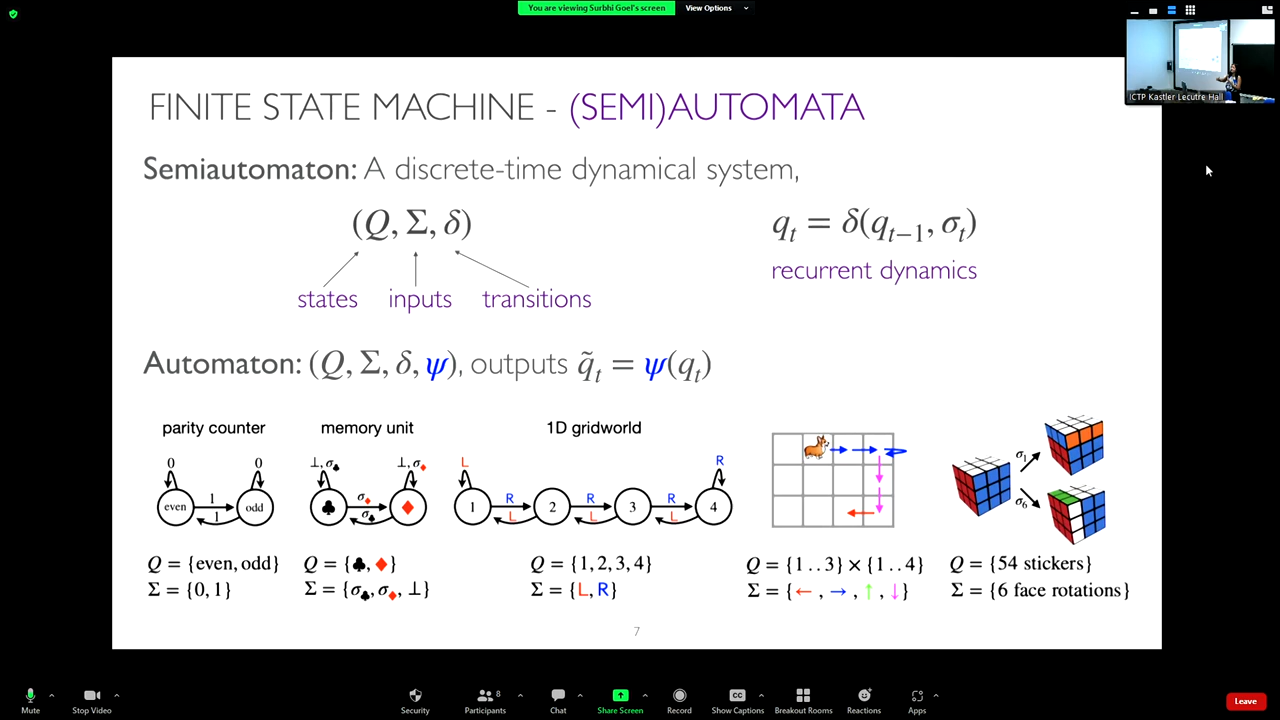 You are viewing Surbhi Goel's screen
View Options
ICTP Kastler Lecutre Hall
FINITE STATE MACHINE - (SEMI)AUTOMATA
Semiautomaton: A discrete-time dynamical system,
(Q, Σ, δ)
q_t = δ(q_{t−1}, σ_t)
states inputs transitions
recurrent dynamics
Automaton: (Q, Σ, δ, ψ), outputs q̃_t = ψ(q_t)
parity counter
0 0
even 1 odd
1
Q = {even, odd}
Σ = {0, 1}
memory unit
⊥, σ♣ ⊥, σ♦
♣ σ♦ ♦
σ♣
Q = {♣, ♦}
Σ = {σ♣, σ♦, ⊥}
1D gridworld
L R
1 R 2 R 3 R 4
L L L
Q = {1, 2, 3, 4}
Σ = {L, R}
Q = {1..3} × {1..4}
Σ = {←, →, ↑, ↓}
σ₁
σ₆
Q = {54 stickers}
Σ = {6 face rotations}
7
Mute
Stop Video
Security
8
Participants
Chat
Share Screen
Record
CC
Show Captions
Breakout Rooms
Reactions
Apps
Leave